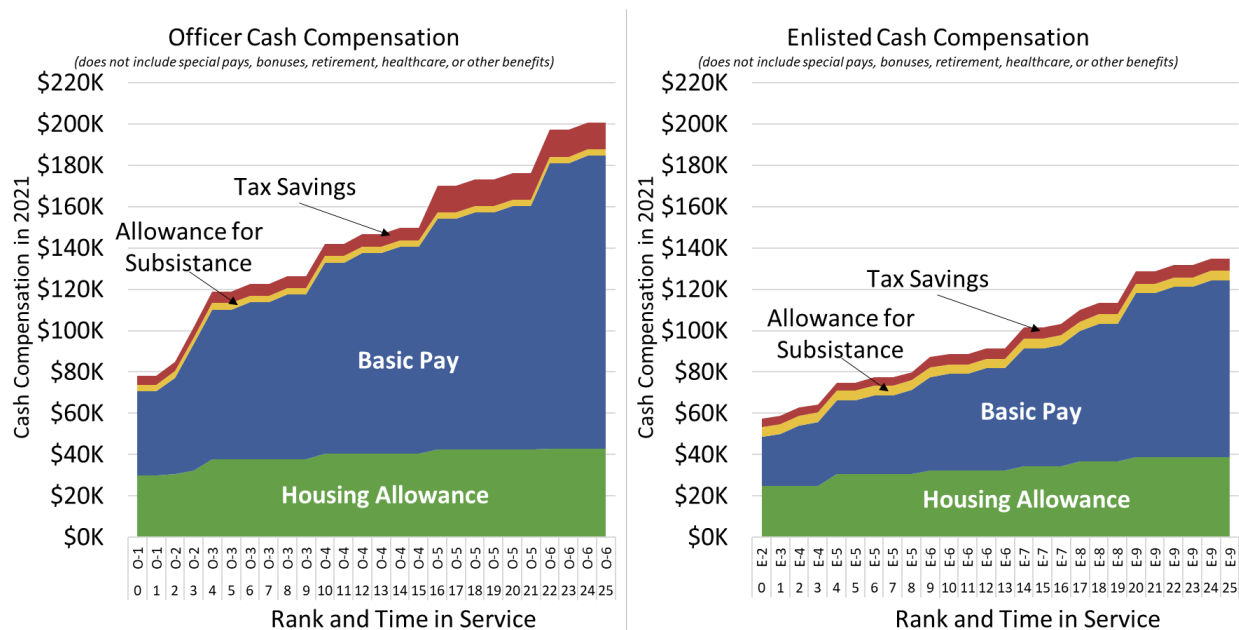 Officer Cash Compensation
(does not include special pays, bonuses, retirement, healthcare, or other benefits)
$220K
$200K
$180K
$160K
$140K
$120K
$100K
$80K
$60K
$40K
$20K
$0K
Cash Compensation in 2021
Tax Savings
Allowance for
Subsistance
Basic Pay
Housing Allowance
O-1 O-1 O-2 O-2 O-3 O-3 O-3 O-3 O-3 O-3 O-4 O-4 O-4 O-4 O-4 O-4 O-5 O-5 O-5 O-5 O-5 O-5 O-6 O-6 O-6 O-6
0 1 2 3 4 5 6 7 8 9 10 11 12 13 14 15 16 17 18 19 20 21 22 23 24 25
Rank and Time in Service
Enlisted Cash Compensation
(does not include special pays, bonuses, retirement, healthcare, or other benefits)
$220K
$200K
$180K
$160K
$140K
$120K
$100K
$80K
$60K
$40K
$20K
$0K
Cash Compensation in 2021
Tax Savings
Allowance for
Subsistance
Basic Pay
Housing Allowance
E-2 E-3 E-4 E-4 E-5 E-5 E-5 E-5 E-5 E-6 E-6 E-6 E-6 E-6 E-7 E-7 E-7 E-8 E-8 E-8 E-9 E-9 E-9 E-9 E-9 E-9
0 1 2 3 4 5 6 7 8 9 10 11 12 13 14 15 16 17 18 19 20 21 22 23 24 25
Rank and Time in Service